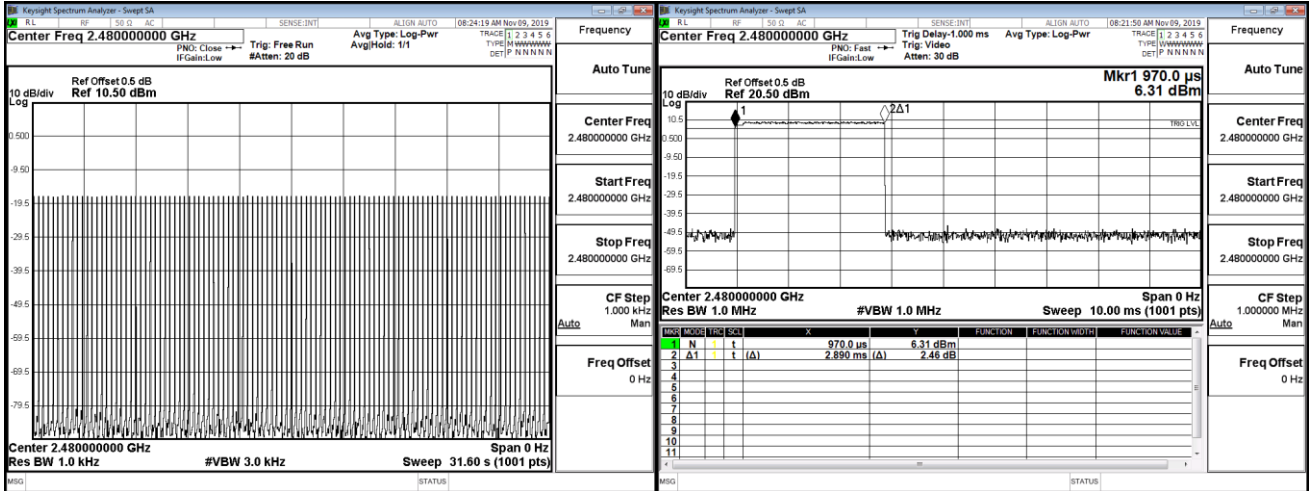 Keysight Spectrum Analyzer - Swept SA
RL RF 50 Ω AC SENSE:INT ALIGN AUTO 08:24:19 AM Nov 09, 2019
Center Freq 2.480000000 GHz
PNO: Close
IFGain:Low
Trig: Free Run
#Atten: 20 dB
Avg Type: Log-Pwr
Avg|Hold: 1/1
TRACE 1 2 3 4 5 6
TYPE M WWWWW
DET P NNNNN
Ref Offset 0.5 dB
10 dB/div Ref 10.50 dBm
Log
0.500
-9.50
-19.5
-29.5
-39.5
-49.5
-59.5
-69.5
-79.5
Center 2.480000000 GHz Span 0 Hz
Res BW 1.0 kHz #VBW 3.0 kHz Sweep 31.60 s (1001 pts)
MSG STATUS
Frequency
Auto Tune
Center Freq
2.480000000 GHz
Start Freq
2.480000000 GHz
Stop Freq
2.480000000 GHz
CF Step
1.000 kHz
Auto Man
Freq Offset
0 Hz
Keysight Spectrum Analyzer - Swept SA
RL RF 50 Ω AC SENSE:INT ALIGN AUTO 08:21:50 AM Nov 09, 2019
Center Freq 2.480000000 GHz
PNO: Fast
IFGain:Low
Trig Delay-1.000 ms
Trig: Video
Atten: 30 dB
Avg Type: Log-Pwr
TRACE 1 2 3 4 5 6
TYPE WWWWWW
DET P NNNNN
Mkr1 970.0 µs
6.31 dBm
Ref Offset 0.5 dB
10 dB/div Ref 20.50 dBm
Log
1
2Δ1
TRIG LVL
10.5
0.500
-9.50
-19.5
-29.5
-39.5
-49.5
-59.5
-69.5
Center 2.480000000 GHz Span 0 Hz
Res BW 1.0 MHz #VBW 1.0 MHz Sweep 10.00 ms (1001 pts)
MKR MODE TRC SCL X Y FUNCTION FUNCTION WIDTH FUNCTION VALUE
1 N 1 t 970.0 µs 6.31 dBm
2 Δ1 1 t (Δ) 2.890 ms (Δ) 2.46 dB
3
4
5
6
7
8
9
10
11
MSG STATUS
Frequency
Auto Tune
Center Freq
2.480000000 GHz
Start Freq
2.480000000 GHz
Stop Freq
2.480000000 GHz
CF Step
1.000000 MHz
Auto Man
Freq Offset
0 Hz